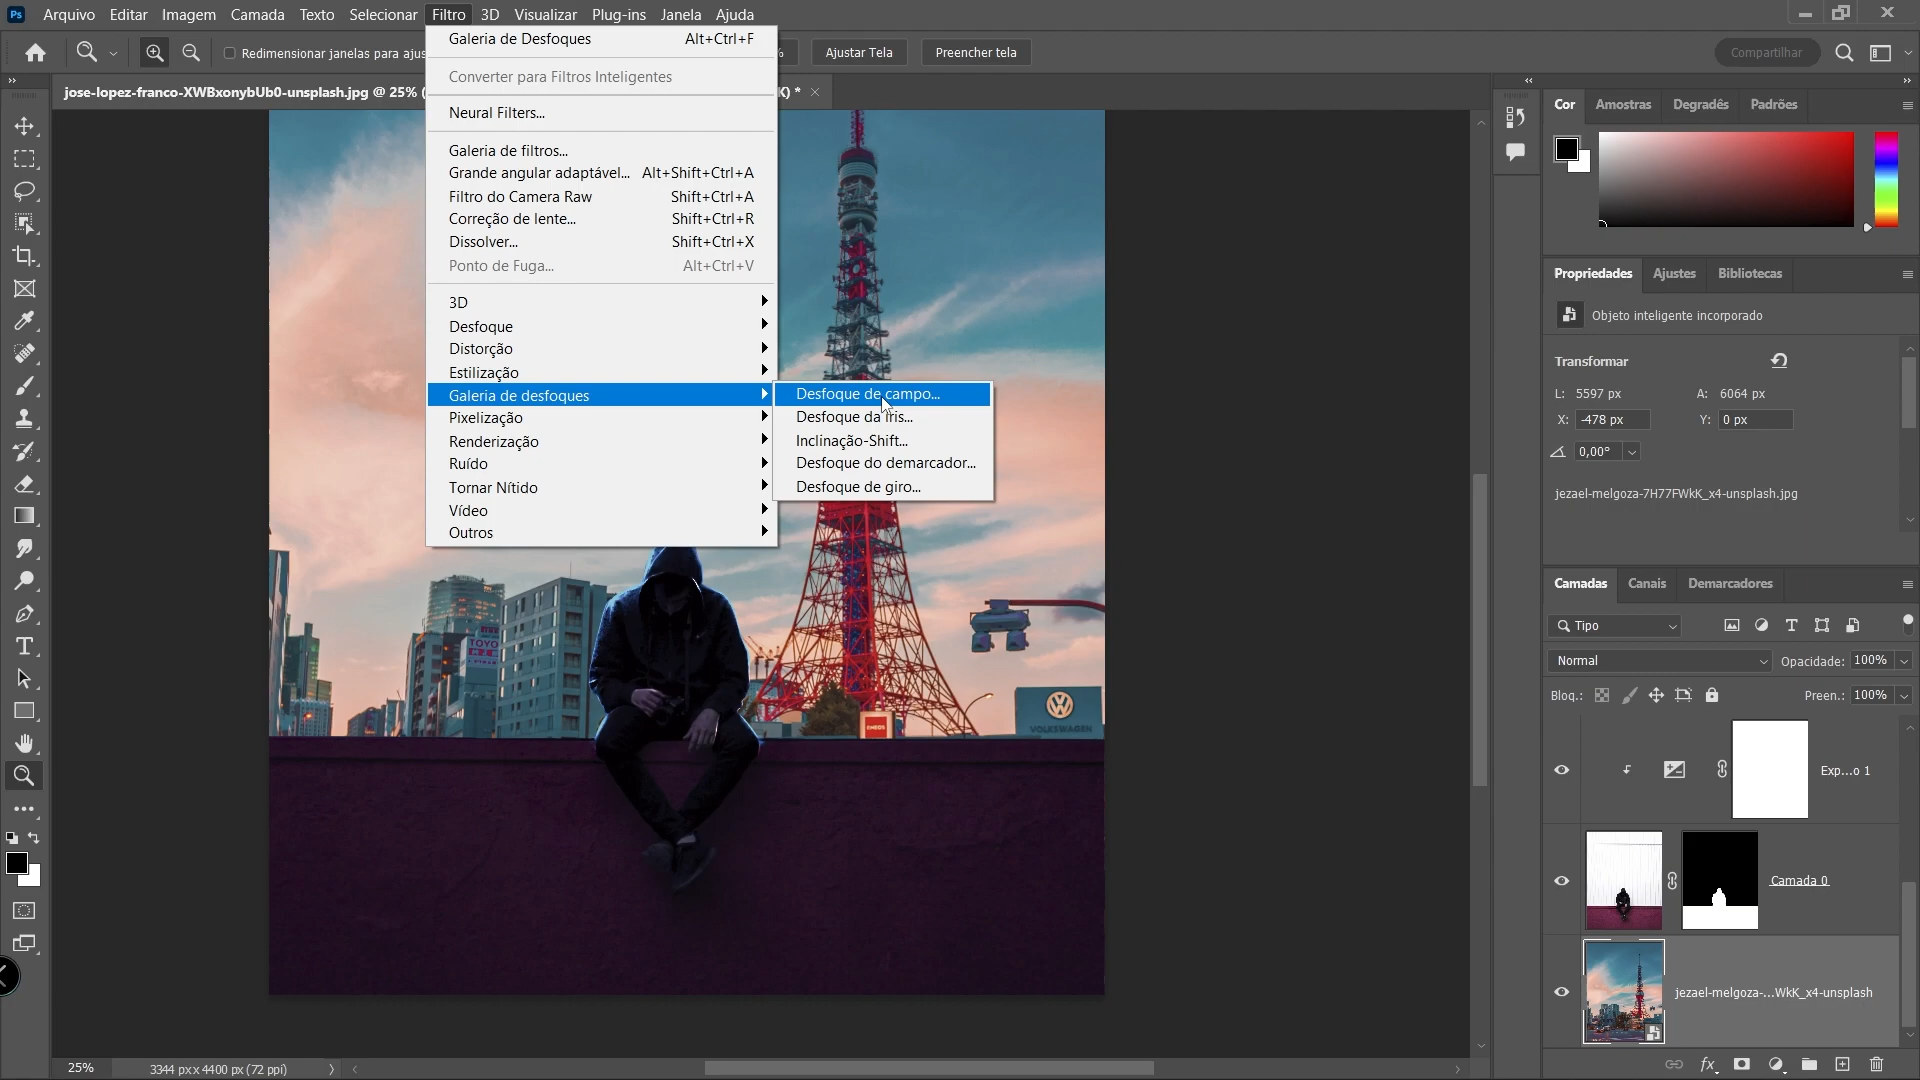 Ps Arquivo Editar Imagem Camada Texto Selecionar Filtro 3D Visualizar Plug-ins Janela Ajuda
Redimensionar janelas para ajus
% Ajustar Tela Preencher tela Compartilhar
jose-lopez-franco-XWBxonybUb0-unsplash.jpg @ 25% ( K) *
Galeria de Desfoques Alt+Ctrl+F
Converter para Filtros Inteligentes
Neural Filters...
Galeria de filtros...
Grande angular adaptável... Alt+Shift+Ctrl+A
Filtro do Camera Raw Shift+Ctrl+A
Correção de lente... Shift+Ctrl+R
Dissolver... Shift+Ctrl+X
Ponto de Fuga... Alt+Ctrl+V
3D
Desfoque
Distorção
Estilização
Galeria de desfoques
Pixelização
Renderização
Ruído
Tornar Nítido
Vídeo
Outros
Desfoque de campo...
Desfoque da íris...
Inclinação-Shift...
Desfoque do demarcador...
Desfoque de giro...
TOYO
ENEOS
VOLKSWAGEN
Cor Amostras Degradês Padrões
Propriedades Ajustes Bibliotecas
Objeto inteligente incorporado
Transformar
L: 5597 px A: 6064 px
X: -478 px Y: 0 px
0,00°
jezael-melgoza-7H77FWkK_x4-unsplash.jpg
Camadas Canais Demarcadores
Tipo
Normal Opacidade: 100%
Bloq.: Preen.: 100%
Exp...o 1
Camada 0
jezael-melgoza-...WkK_x4-unsplash
fx
25% 3344 px x 4400 px (72 ppi)